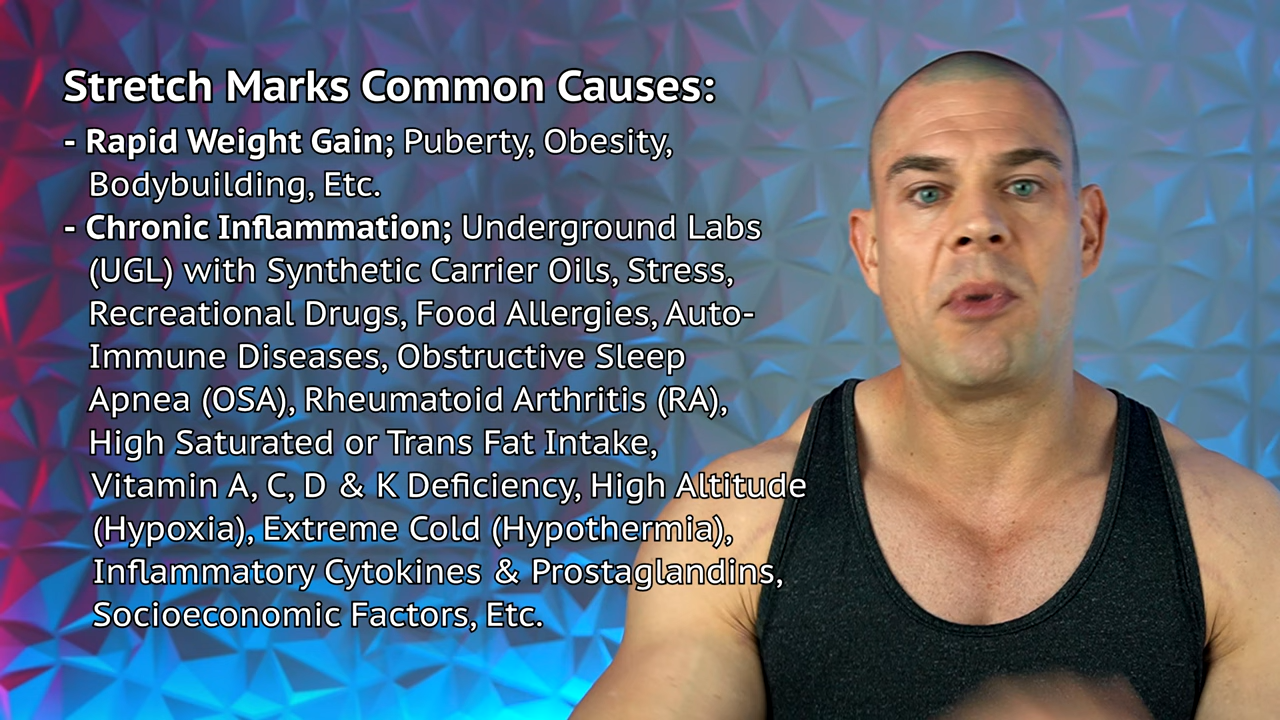 Stretch Marks Common Causes:
- Rapid Weight Gain; Puberty, Obesity,
Bodybuilding, Etc.
- Chronic Inflammation; Underground Labs
(UGL) with Synthetic Carrier Oils, Stress,
Recreational Drugs, Food Allergies, Auto-
Immune Diseases, Obstructive Sleep
Apnea (OSA), Rheumatoid Arthritis (RA),
High Saturated or Trans Fat Intake,
Vitamin A, C, D & K Deficiency, High Altitude
(Hypoxia), Extreme Cold (Hypothermia),
Inflammatory Cytokines & Prostaglandins,
Socioeconomic Factors, Etc.